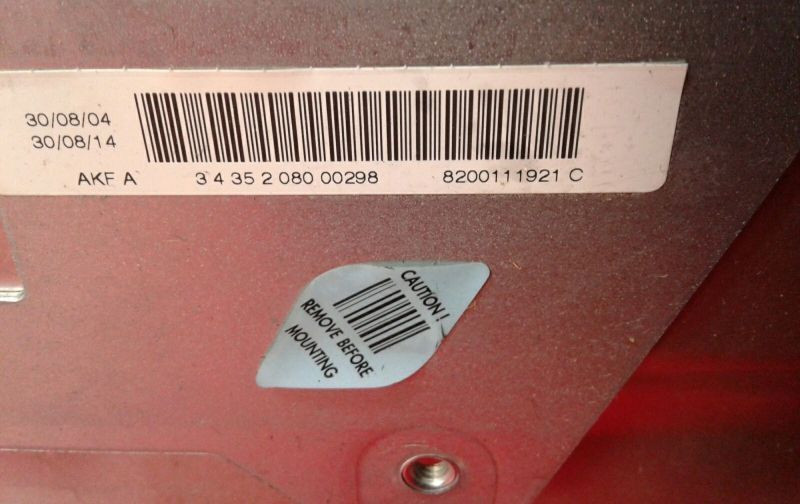 30/08/04
30/08/14
AKF A 3 4 35 2 080 00298 8200111921 C
CAUTION!
REMOVE BEFORE
MOUNTING